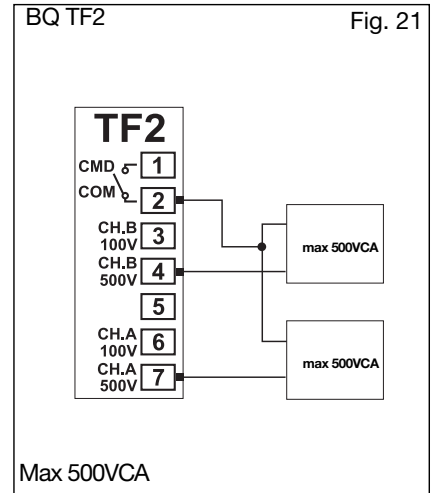 BQ TF2
Fig. 21
TF2
CMD
1
COM
2
CH.B
100V
3
CH.B
500V
4
5
CH.A
100V
6
CH.A
500V
7
max 500VCA
max 500VCA
Max 500VCA